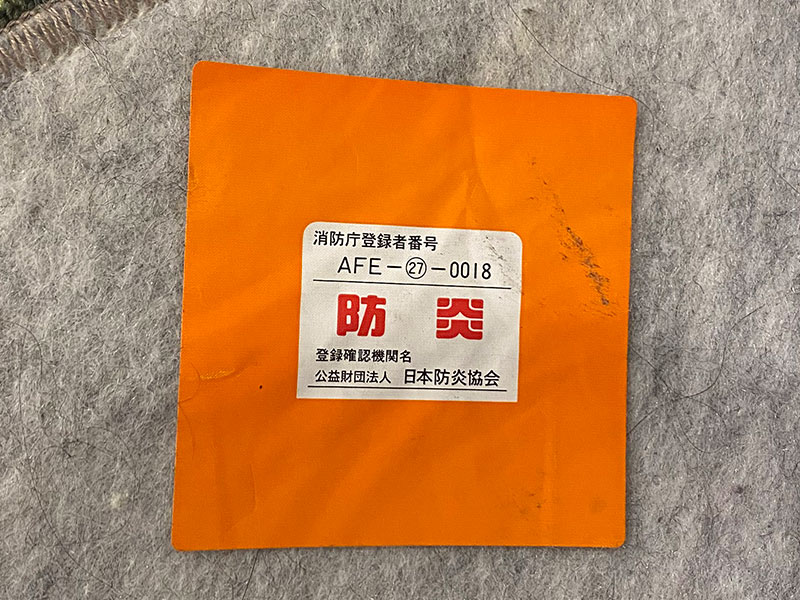 消防庁登録者番号
AFE-㉗-0018
防炎
登録確認機関名
公益財団法人 日本防炎協会